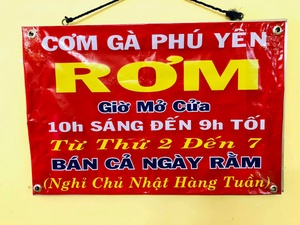 CƠM GÀ PHÚ YÊN
RƠM
Giờ Mở Cửa
10h SÁNG ĐẾN 9h TỐI
Từ Thứ 2 Đến 7
BÁN CẢ NGÀY RẰM
(Nghỉ Chủ Nhật Hàng Tuần)